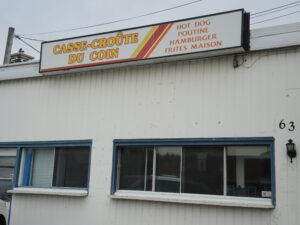 CASSE-CROÛTE
DU COIN
HOT DOG
POUTINE
HAMBURGER
FRITES MAISON
63